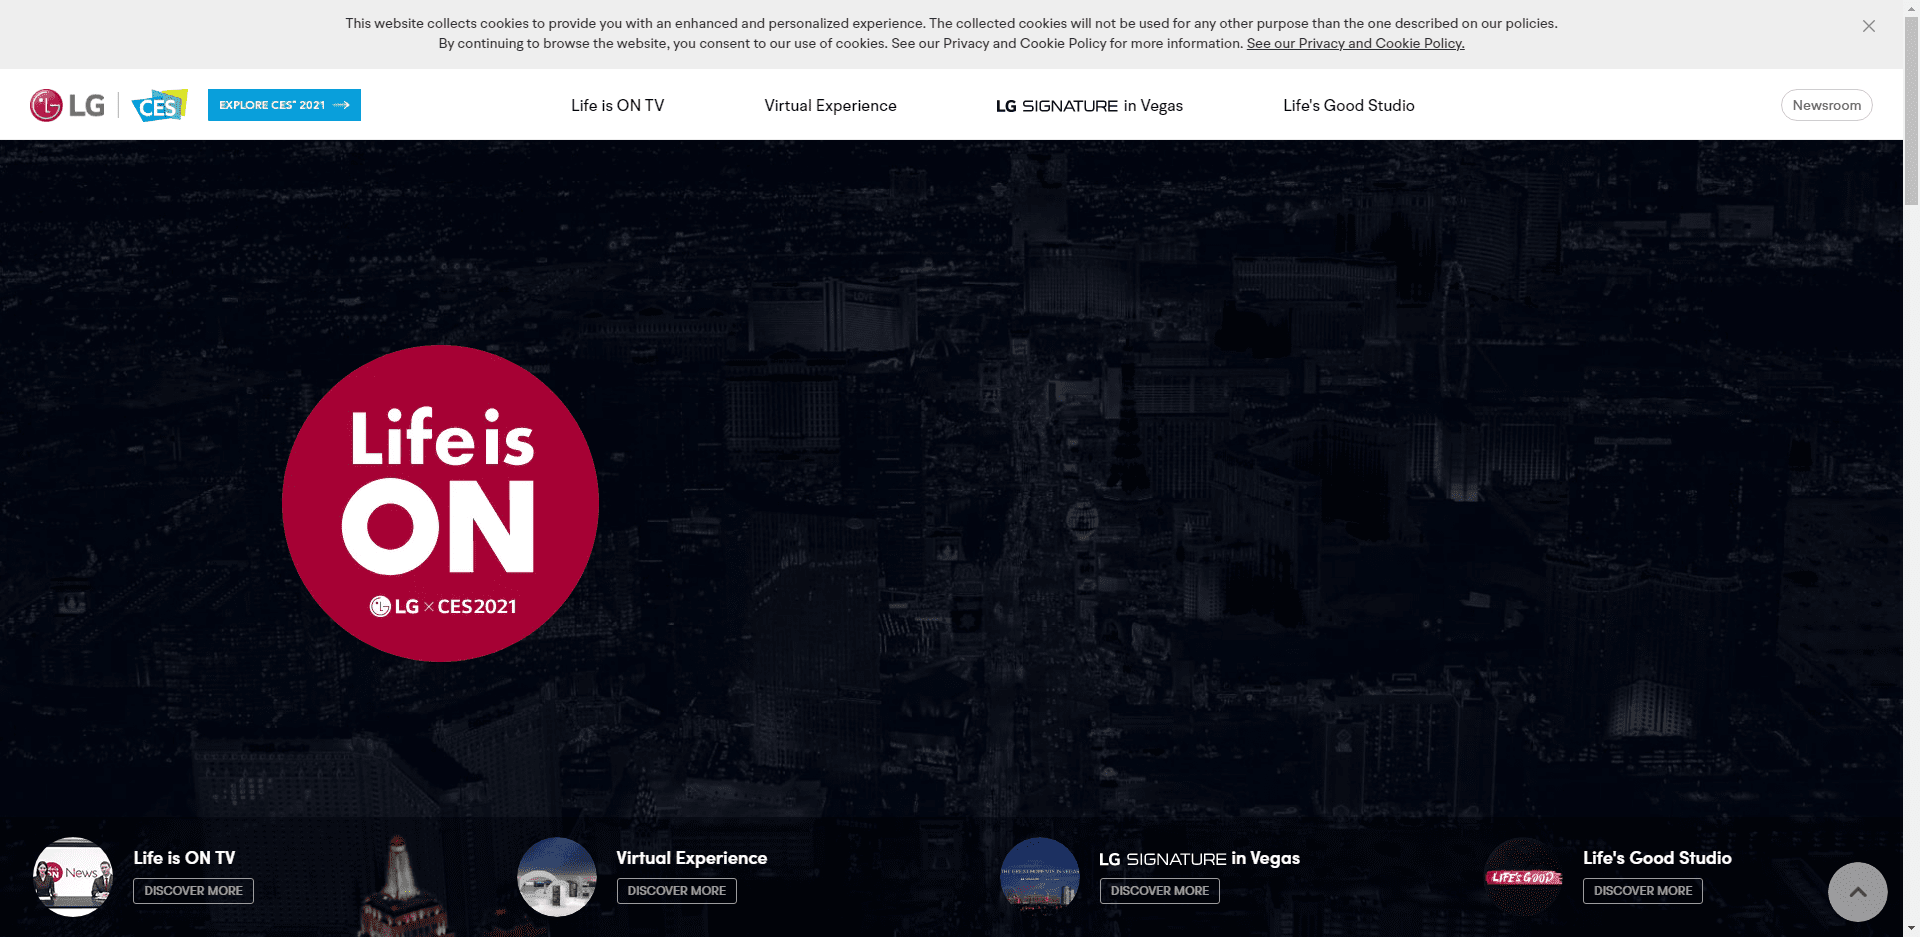 This website collects cookies to provide you with an enhanced and personalized experience. The collected cookies will not be used for any other purpose than the one described on our policies.
By continuing to browse the website, you consent to our use of cookies. See our Privacy and Cookie Policy for more information. See our Privacy and Cookie Policy.
LG
CES
EXPLORE CES® 2021
Life is ON TV
Virtual Experience
LG SIGNATURE in Vegas
Life's Good Studio
Newsroom
LOVE
Life is
ON
LG × CES2021
ON News
Life is ON TV
DISCOVER MORE
Virtual Experience
DISCOVER MORE
LG SIGNATURE in Vegas
DISCOVER MORE
LIFE'S GOOD
Life's Good Studio
DISCOVER MORE